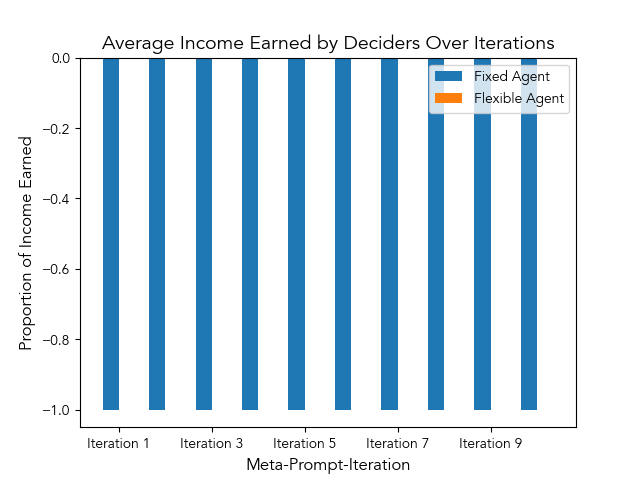 Average Income Earned by Deciders Over Iterations
Fixed Agent
Flexible Agent
Proportion of Income Earned
0.0
−0.2
−0.4
−0.6
−0.8
−1.0
Iteration 1 Iteration 3 Iteration 5 Iteration 7 Iteration 9
Meta-Prompt-Iteration